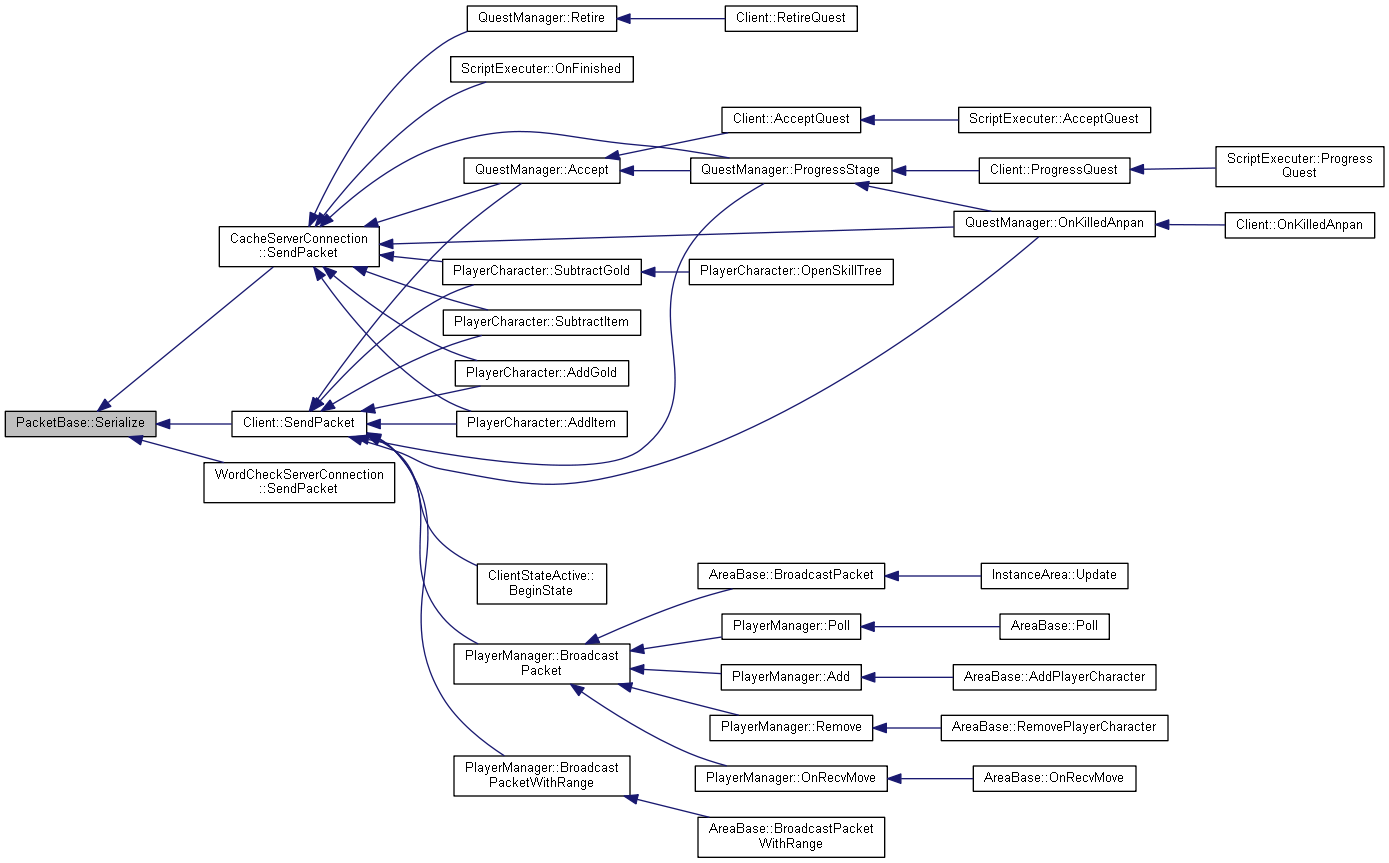 QuestManager::Retire
Client::RetireQuest
ScriptExecuter::OnFinished
Client::AcceptQuest
ScriptExecuter::AcceptQuest
QuestManager::Accept
QuestManager::ProgressStage
Client::ProgressQuest
ScriptExecuter::Progress
Quest
QuestManager::OnKilledAnpan
Client::OnKilledAnpan
CacheServerConnection
::SendPacket
PlayerCharacter::SubtractGold
PlayerCharacter::OpenSkillTree
PlayerCharacter::SubtractItem
PlayerCharacter::AddGold
PacketBase::Serialize
Client::SendPacket
PlayerCharacter::AddItem
WordCheckServerConnection
::SendPacket
ClientStateActive::
BeginState
AreaBase::BroadcastPacket
InstanceArea::Update
PlayerManager::Poll
AreaBase::Poll
PlayerManager::Broadcast
Packet
PlayerManager::Add
AreaBase::AddPlayerCharacter
PlayerManager::Remove
AreaBase::RemovePlayerCharacter
PlayerManager::Broadcast
PacketWithRange
PlayerManager::OnRecvMove
AreaBase::OnRecvMove
AreaBase::BroadcastPacket
WithRange